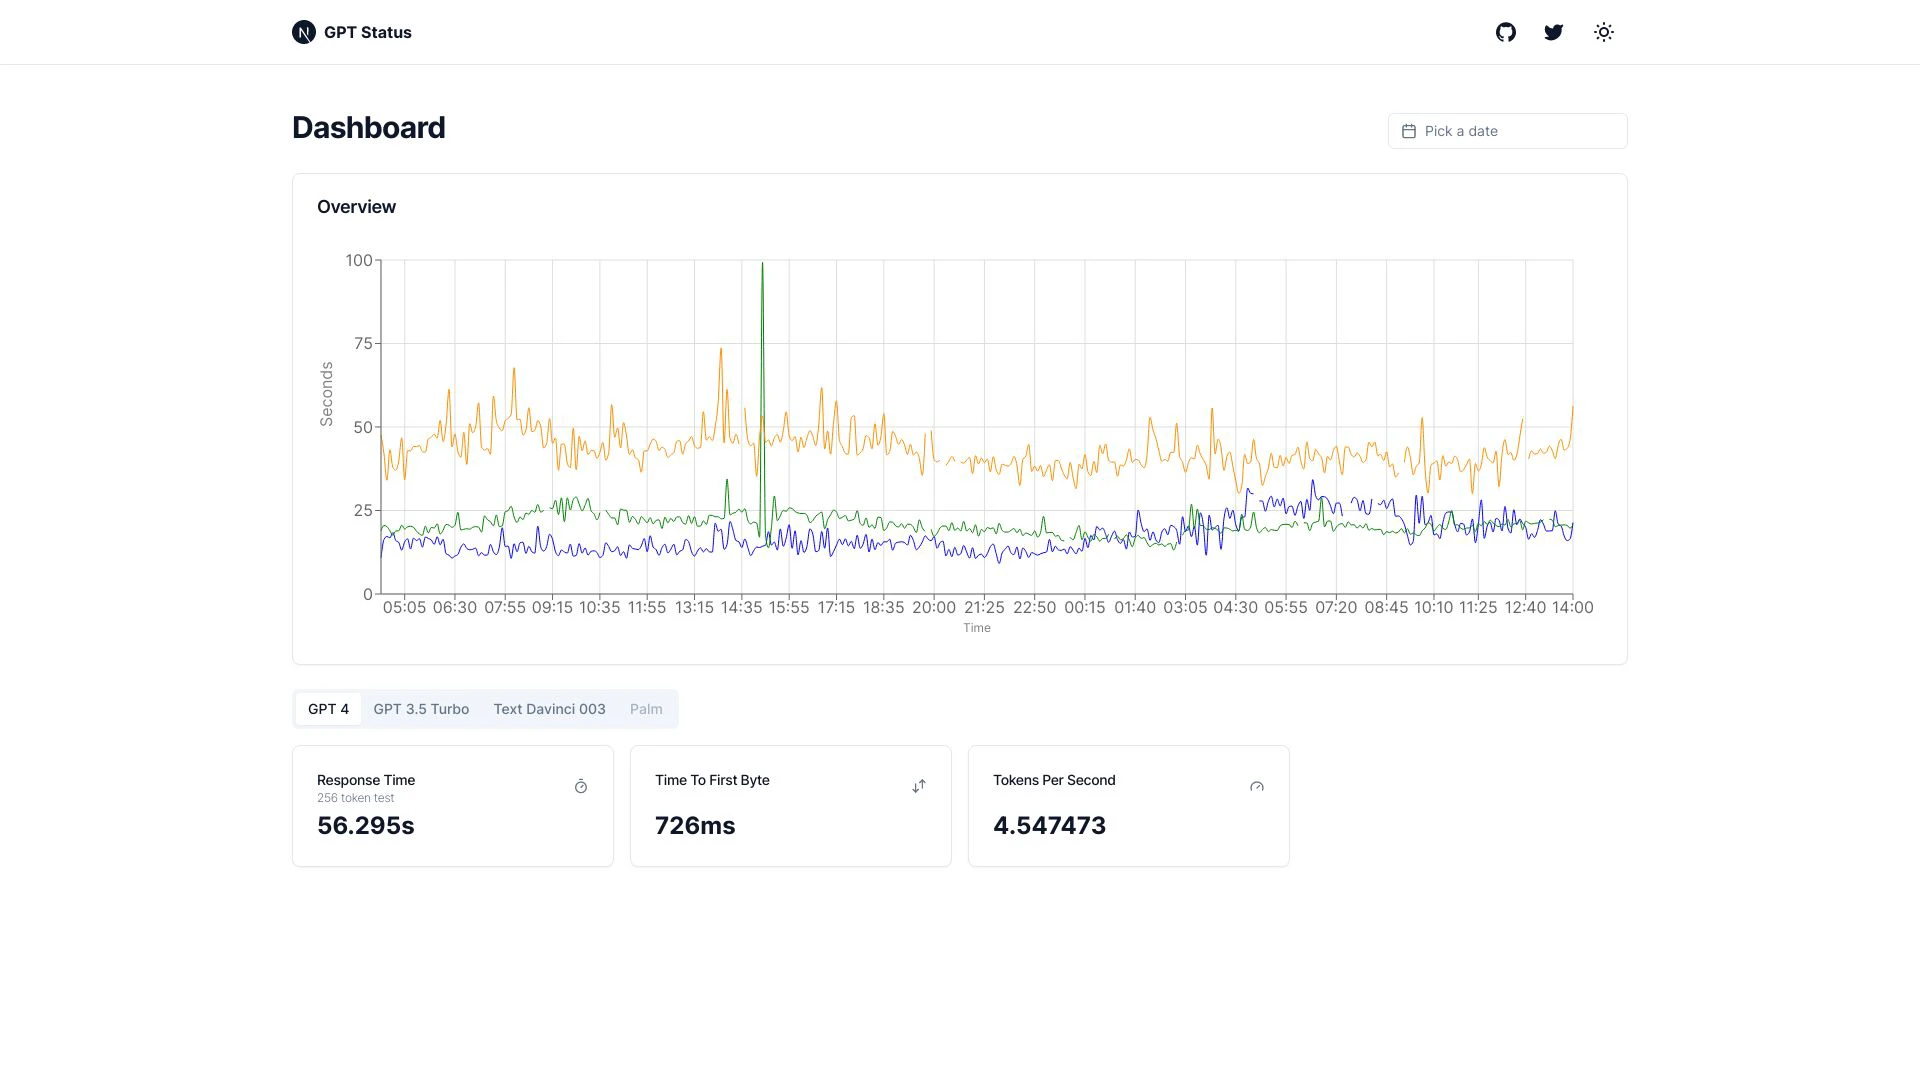 GPT Status
Dashboard
Pick a date
Overview
100
75
50
25
0
Seconds
05:05 06:30 07:55 09:15 10:35 11:55 13:15 14:35 15:55 17:15 18:35 20:00 21:25 22:50 00:15 01:40 03:05 04:30 05:55 07:20 08:45 10:10 11:25 12:40 14:00
Time
GPT 4 GPT 3.5 Turbo Text Davinci 003 Palm
Response Time
256 token test
56.295s
Time To First Byte
726ms
Tokens Per Second
4.547473